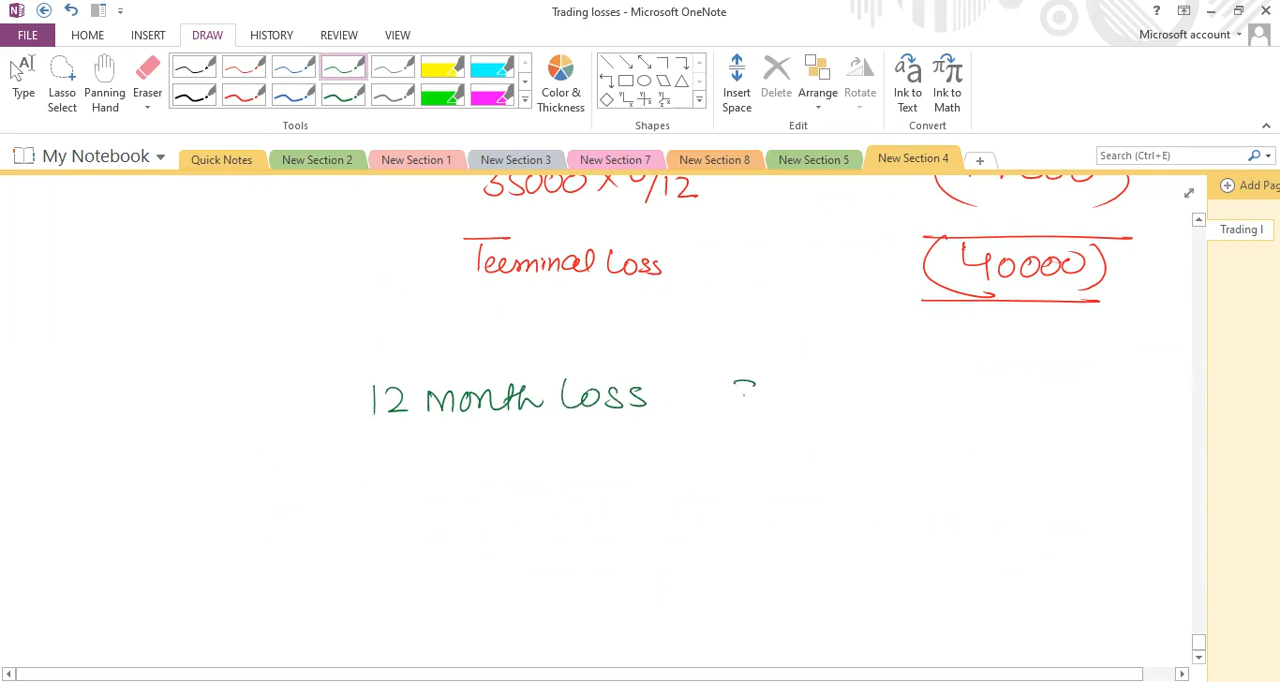 Trading losses - Microsoft OneNote
FILE HOME INSERT DRAW HISTORY REVIEW VIEW
Microsoft account
Type Lasso Select Panning Hand Eraser Color & Thickness Insert Space Delete Arrange Rotate Ink to Text Ink to Math
Tools Shapes Edit Convert
My Notebook Quick Notes New Section 2 New Section 1 New Section 3 New Section 7 New Section 8 New Section 5 New Section 4 Search (Ctrl+E)
Add Pag
Trading l
35000 x /12
Terminal Loss (40000)
12 month Loss